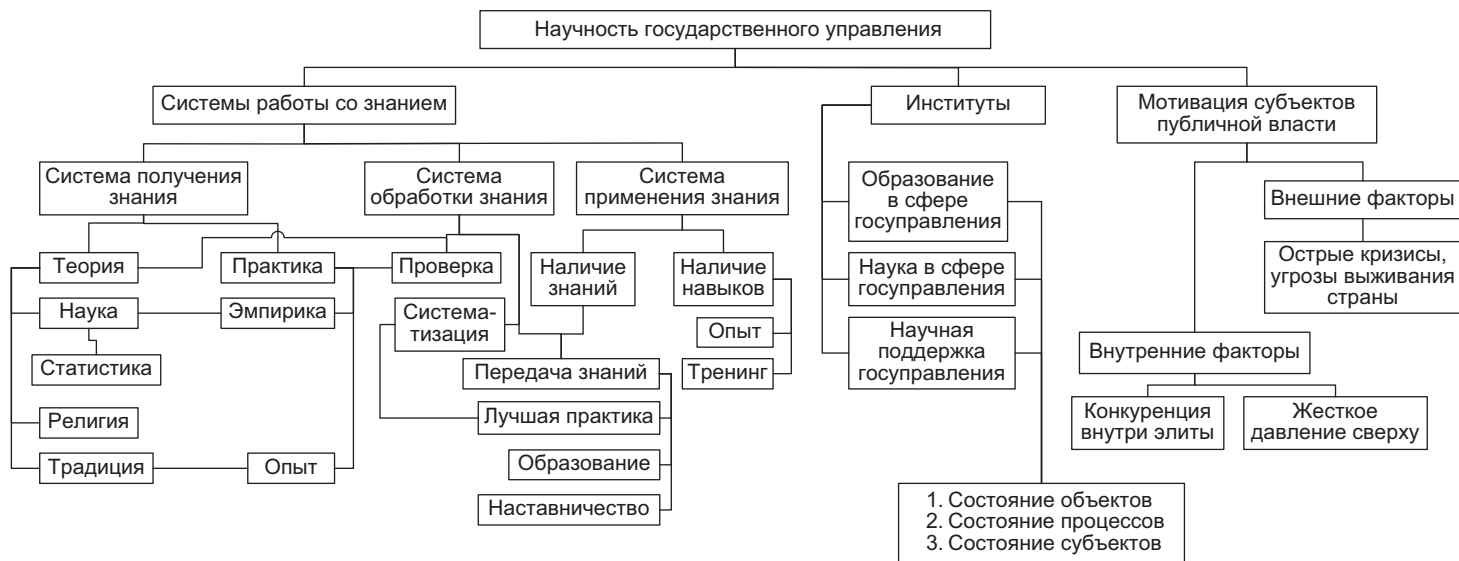 Научность государственного управления
Системы работы со знанием
Институты
Мотивация субъектов
публичной власти
Система получения
знания
Система
обработки знания
Система
применения знания
Образование
в сфере
госуправления
Внешние факторы
Теория
Практика
Проверка
Наличие
знаний
Наличие
навыков
Наука в сфере
госуправления
Острые кризисы,
угрозы выживания
страны
Наука
Эмпирика
Система-
тизация
Опыт
Научная
поддержка
госуправления
Внутренние факторы
Статистика
Передача знаний
Тренинг
Религия
Лучшая практика
Конкуренция
внутри элиты
Жесткое
давление сверху
Традиция
Опыт
Образование
Наставничество
1. Состояние объектов
2. Состояние процессов
3. Состояние субъектов